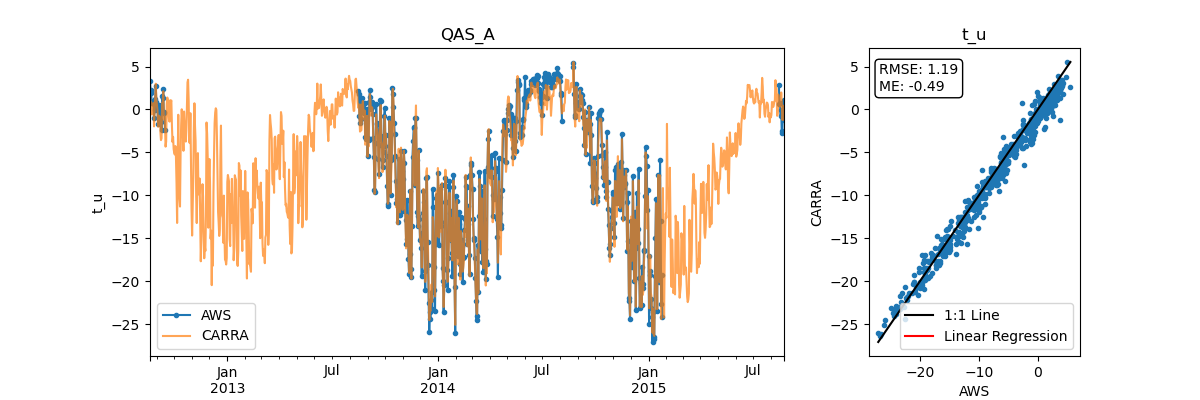 QAS_A
t_u
5
0
−5
−10
−15
−20
−25
AWS
CARRA
Jan
2013
Jul
Jan
2014
Jul
Jan
2015
Jul
t_u
CARRA
5
0
−5
−10
−15
−20
−25
RMSE: 1.19
ME: -0.49
1:1 Line
Linear Regression
−20
−10
0
AWS